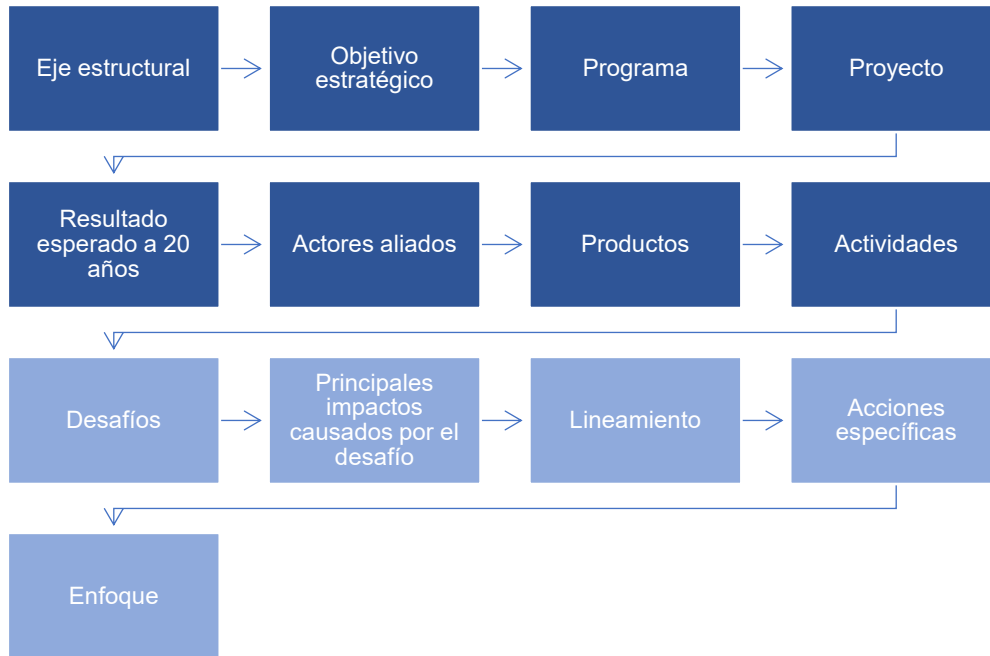 Eje estructural
Objetivo
estratégico
Programa
Proyecto
Resultado
esperado a 20
años
Actores aliados
Productos
Actividades
Desafíos
Principales
impactos
causados por el
desafío
Lineamiento
Acciones
específicas
Enfoque